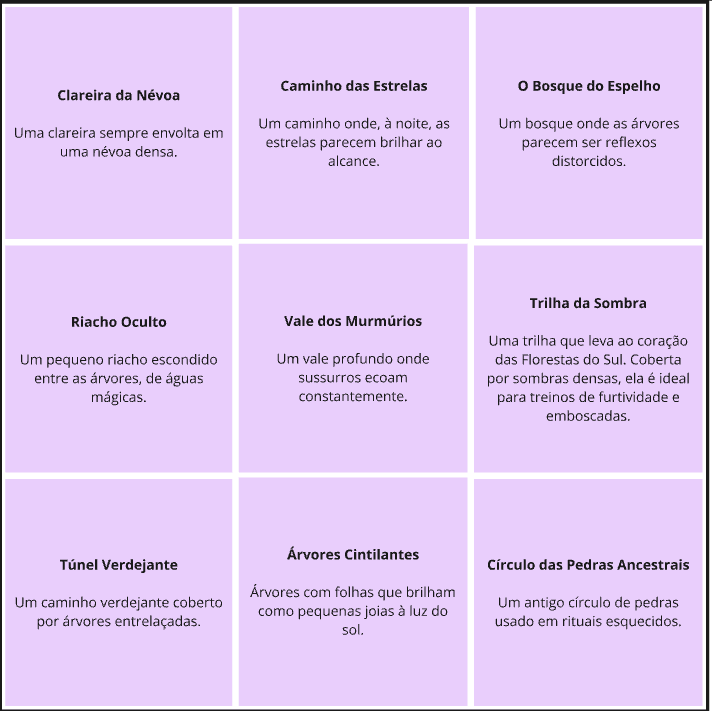 Clareira da Névoa
Uma clareira sempre envolta em
uma névoa densa.
Caminho das Estrelas
Um caminho onde, à noite, as
estrelas parecem brilhar ao
alcance.
O Bosque do Espelho
Um bosque onde as árvores
parecem ser reflexos
distorcidos.
Riacho Oculto
Um pequeno riacho escondido
entre as árvores, de águas
mágicas.
Vale dos Murmúrios
Um vale profundo onde
sussurros ecoam
constantemente.
Trilha da Sombra
Uma trilha que leva ao coração
das Florestas do Sul. Coberta
por sombras densas, ela é ideal
para treinos de furtividade e
emboscadas.
Túnel Verdejante
Um caminho verdejante coberto
por árvores entrelaçadas.
Árvores Cintilantes
Árvores com folhas que brilham
como pequenas joias à luz do
sol.
Círculo das Pedras Ancestrais
Um antigo círculo de pedras
usado em rituais esquecidos.